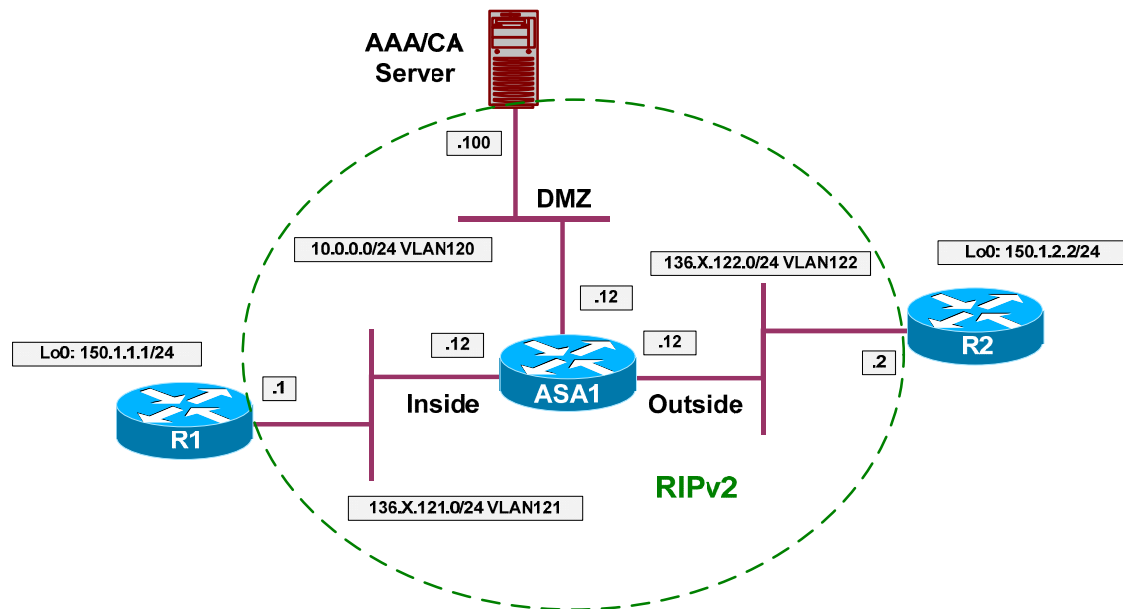 AAA/CA
Server
.100
DMZ
10.0.0.0/24 VLAN120
136.X.122.0/24 VLAN122
Lo0: 150.1.2.2/24
.12
Lo0: 150.1.1.1/24
.12
.12
.1
.2
R2
Inside
ASA1
Outside
R1
RIPv2
136.X.121.0/24 VLAN121